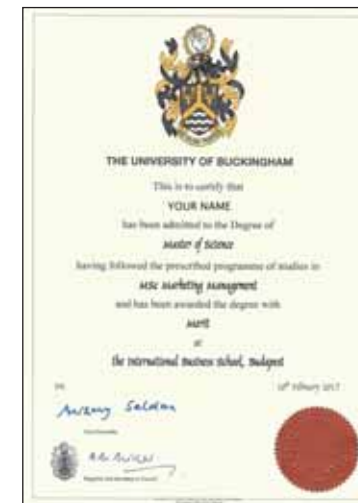 THE UNIVERSITY OF BUCKINGHAM
This is to certify that
YOUR NAME
has been admitted to the Degree of
Master of Science
having followed the prescribed programme of studies in
MSc Marketing Management
and has been awarded the degree with
Merit
at
the International Business School, Budapest
Anthony Seldon
Vice-Chancellor